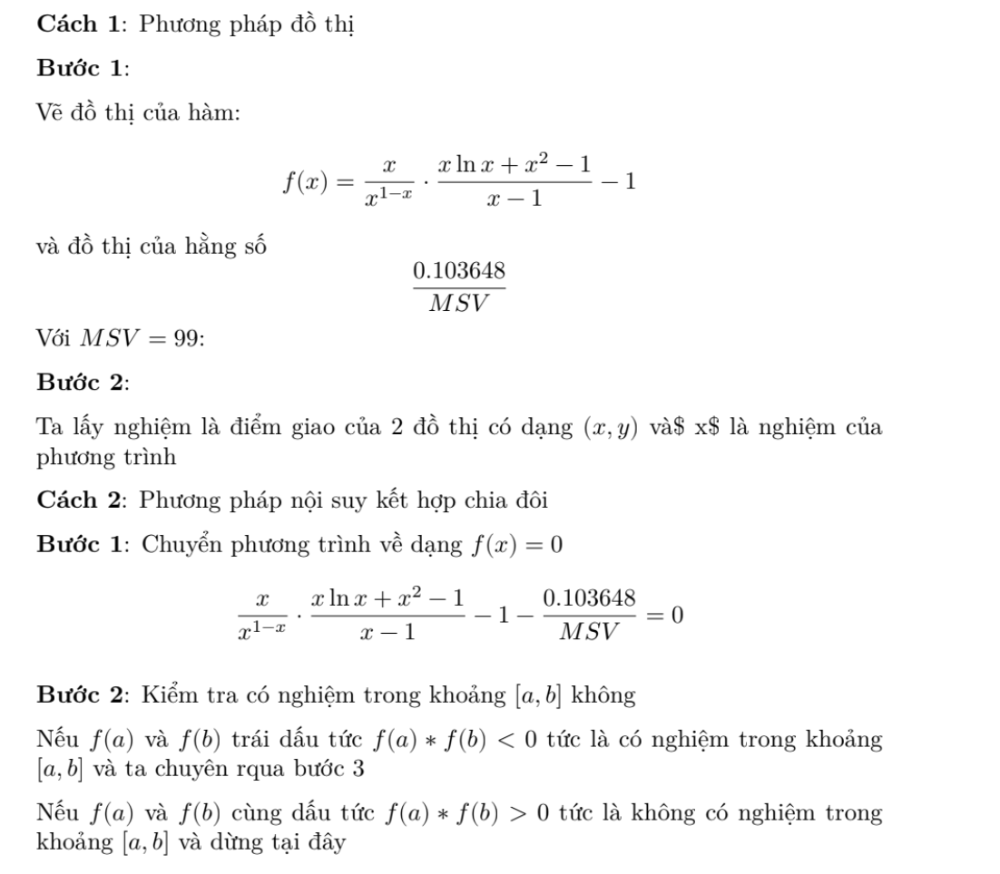 Cách 1: Phương pháp đồ thị
Bước 1:
Vẽ đồ thị của hàm:
f(x) = \frac{x}{x^{1-x}} \cdot \frac{x \ln x + x^2 - 1}{x - 1} - 1
và đồ thị của hằng số
\frac{0.103648}{MSV}
Với MSV = 99:
Bước 2:
Ta lấy nghiệm là điểm giao của 2 đồ thị có dạng (x, y) và$ x$ là nghiệm của
phương trình
Cách 2: Phương pháp nội suy kết hợp chia đôi
Bước 1: Chuyển phương trình về dạng f(x) = 0
\frac{x}{x^{1-x}} \cdot \frac{x \ln x + x^2 - 1}{x - 1} - 1 - \frac{0.103648}{MSV} = 0
Bước 2: Kiểm tra có nghiệm trong khoảng [a, b] không
Nếu f(a) và f(b) trái dấu tức f(a) * f(b) < 0 tức là có nghiệm trong khoảng
[a, b] và ta chuyên rqua bước 3
Nếu f(a) và f(b) cùng dấu tức f(a) * f(b) > 0 tức là không có nghiệm trong
khoảng [a, b] và dừng tại đây